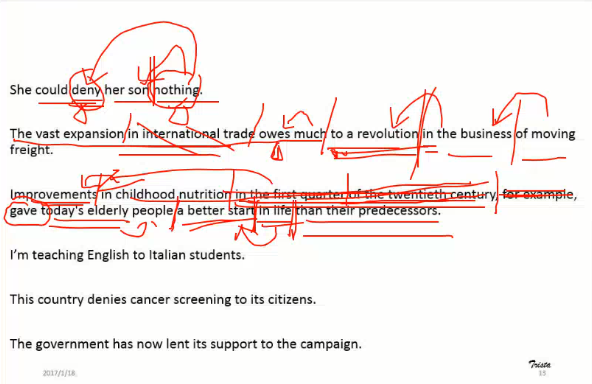 She could deny her son nothing.
The vast expansion in international trade owes much to a revolution in the business of moving
freight.
Improvements in childhood nutrition in the first quarter of the twentieth century, for example,
gave today's elderly people a better start in life than their predecessors.
I'm teaching English to Italian students.
This country denies cancer screening to its citizens.
The government has now lent its support to the campaign.
2017/1/18
Trista
15